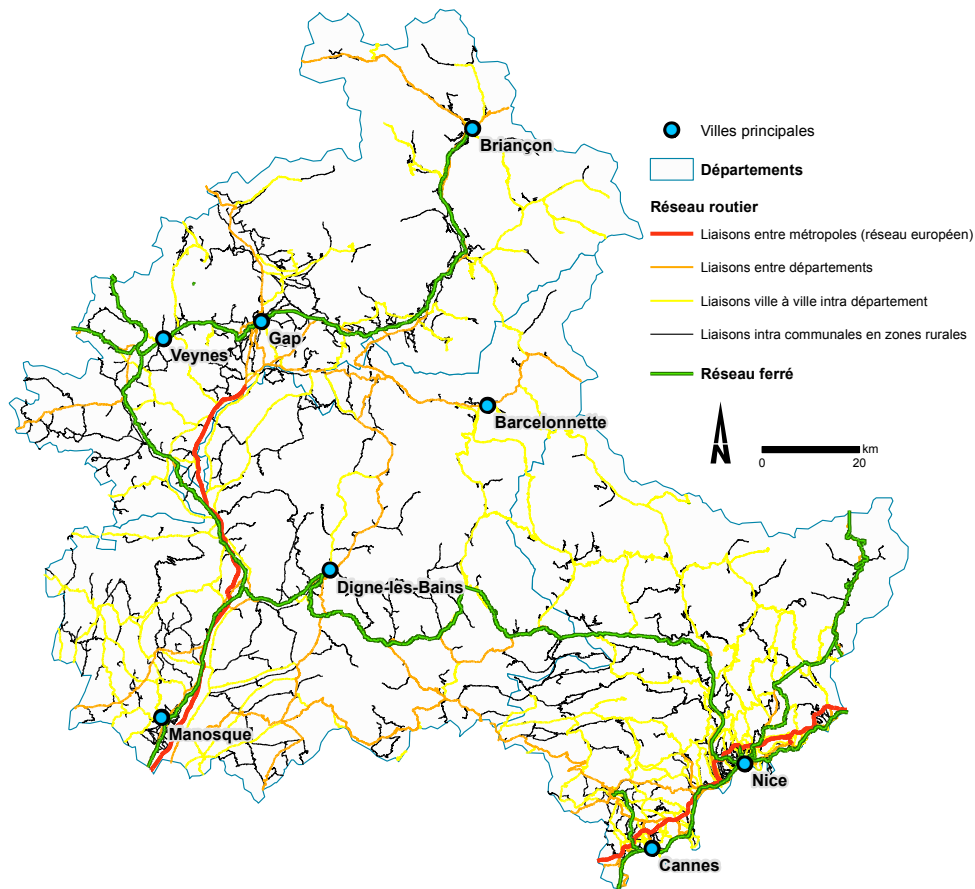 Briançon
Villes principales
Départements
Réseau routier
Liaisons entre métropoles (réseau européen)
Liaisons entre départements
Liaisons ville à ville intra département
Liaisons intra communales en zones rurales
Réseau ferré
Gap
Veynes
Barcelonnette
N
km
0 20
Digne-les-Bains
Manosque
Nice
Cannes